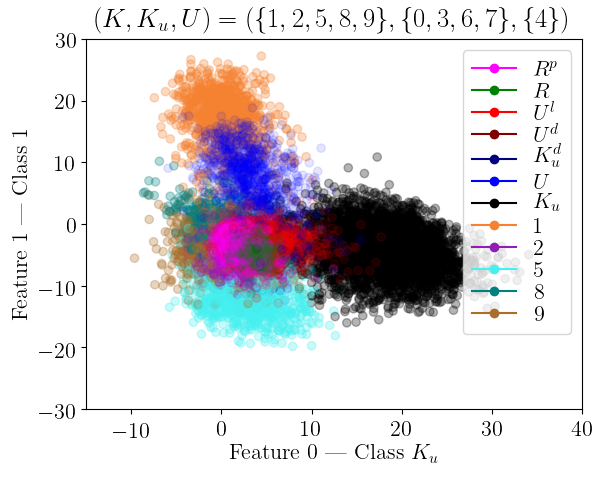 (K, K_u, U) = ({1, 2, 5, 8, 9}, {0, 3, 6, 7}, {4})
30
20
10
0
−10
−20
−30
Feature 1 — Class 1
R^p
R
U^l
U^d
K_u^d
U
K_u
1
2
5
8
9
−10 0 10 20 30 40
Feature 0 — Class K_u